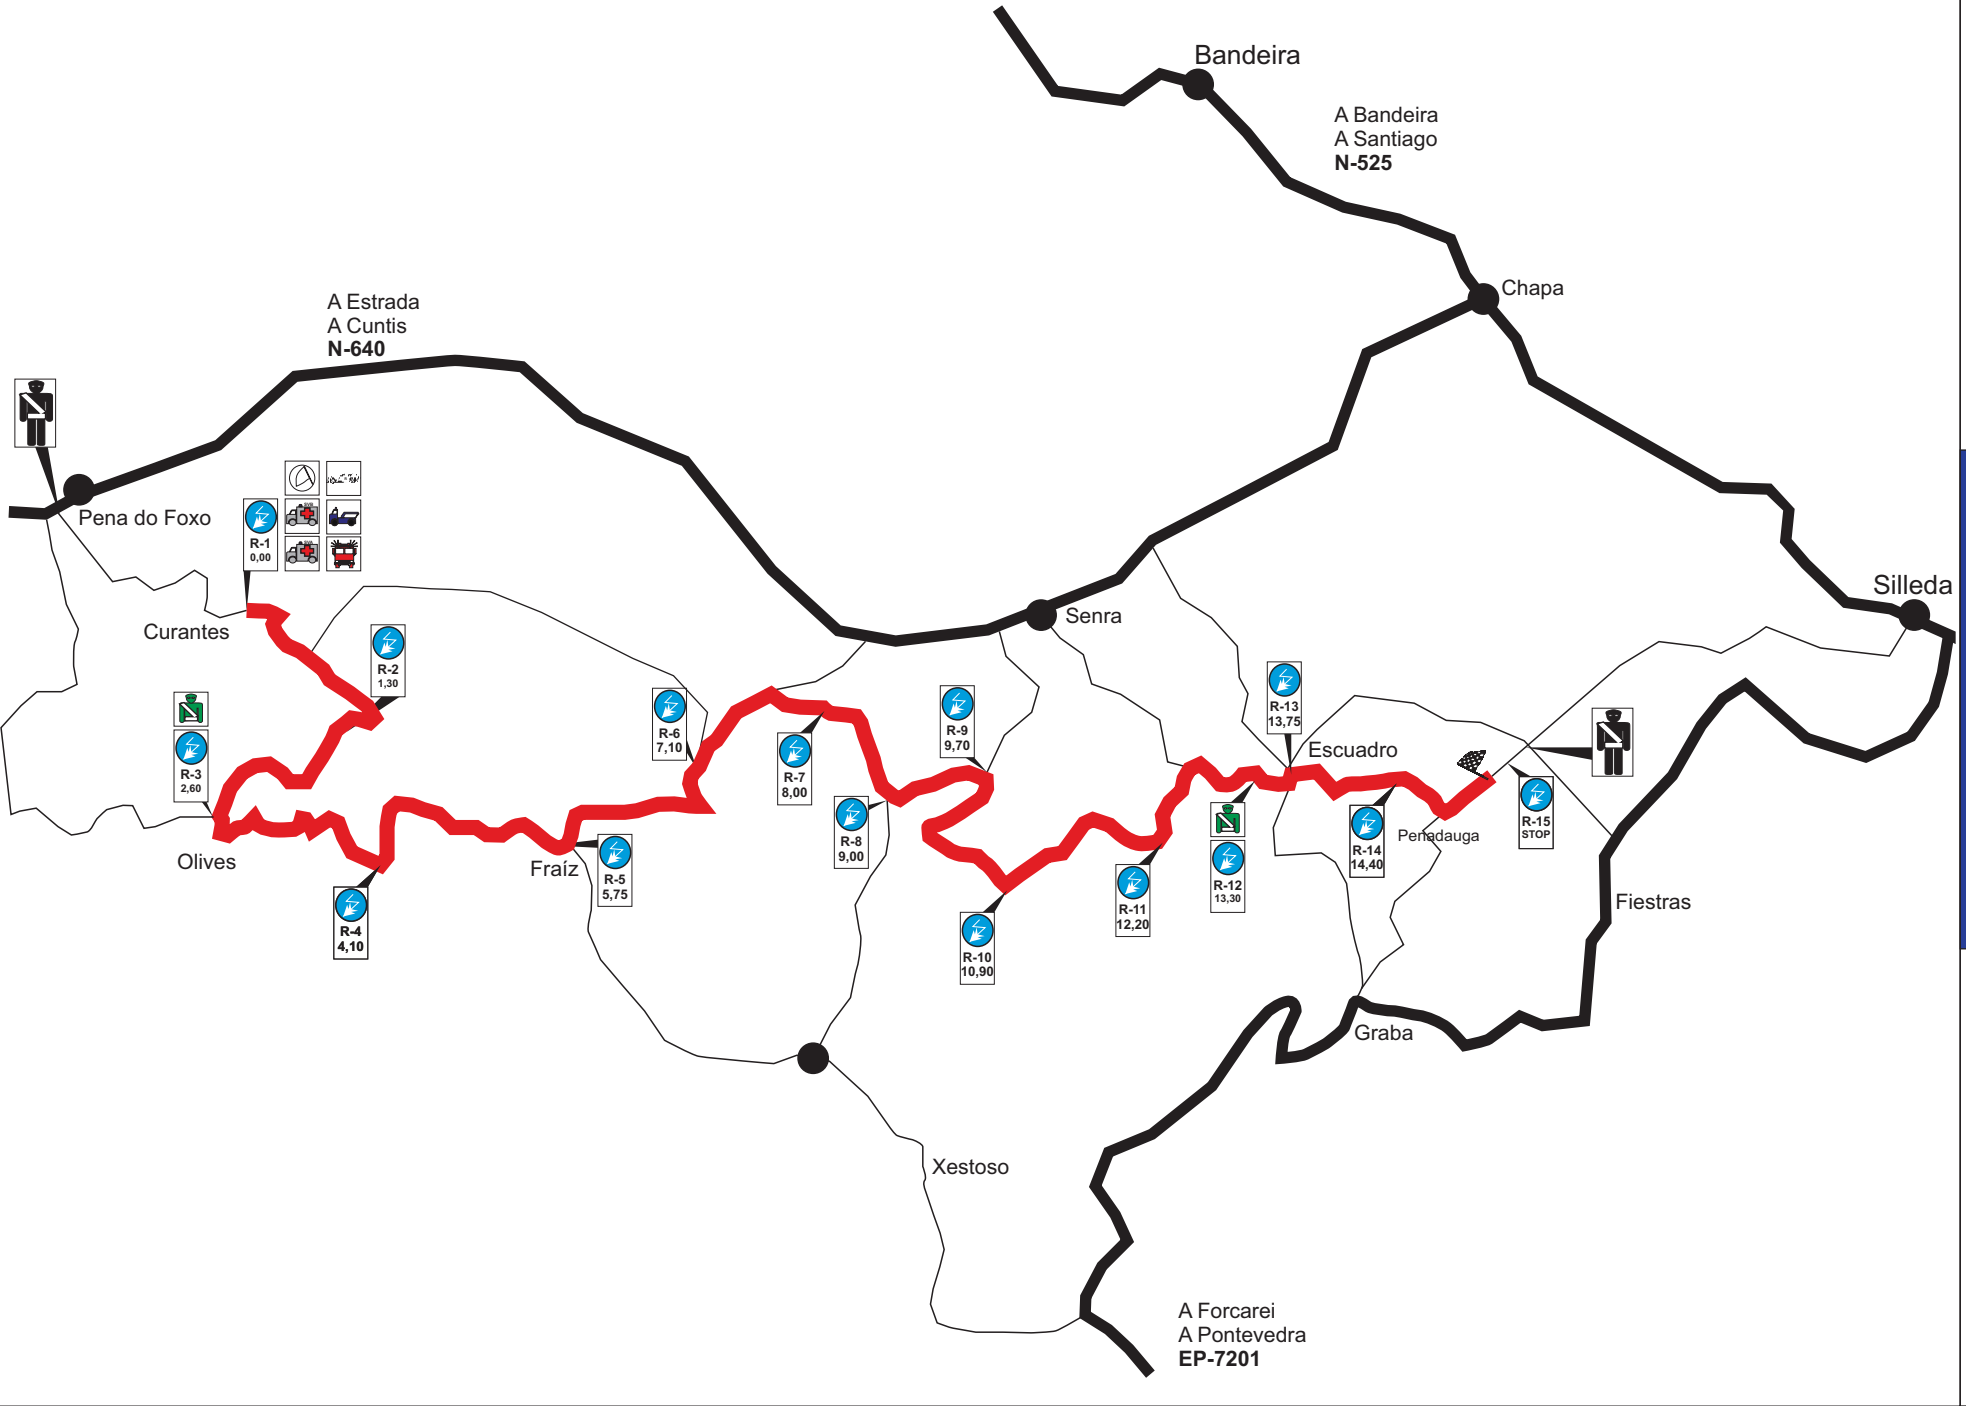 Bandeira
A Bandeira
A Santiago
N-525
Chapa
A Estrada
A Cuntis
N-640
Pena do Foxo
R-1
0,00
Curantes
Silleda
Senra
R-2
1,30
R-3
2,60
Olives
R-6
7,10
R-9
9,70
R-13
13,75
Escuadro
R-7
8,00
R-8
9,00
R-15
STOP
Penadauga
R-14
14,40
Fraíz
R-5
5,75
R-4
4,10
R-12
13,30
R-11
12,20
Fiestras
R-10
10,90
Graba
Xestoso
A Forcarei
A Pontevedra
EP-7201